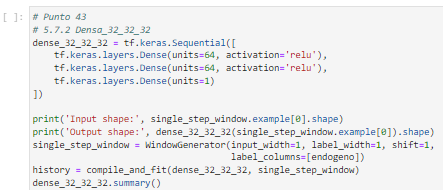 [ ]: # Punto 43
# 5.7.2 Densa_32_32_32
dense_32_32_32 = tf.keras.Sequential([
    tf.keras.layers.Dense(units=64, activation='relu'),
    tf.keras.layers.Dense(units=64, activation='relu'),
    tf.keras.layers.Dense(units=1)
])
print('Input shape:', single_step_window.example[0].shape)
print('Output shape:', dense_32_32_32(single_step_window.example[0]).shape)
single_step_window = WindowGenerator(input_width=1, label_width=1, shift=1,
                                     label_columns=[endogeno])
history = compile_and_fit(dense_32_32_32, single_step_window)
dense_32_32_32.summary()